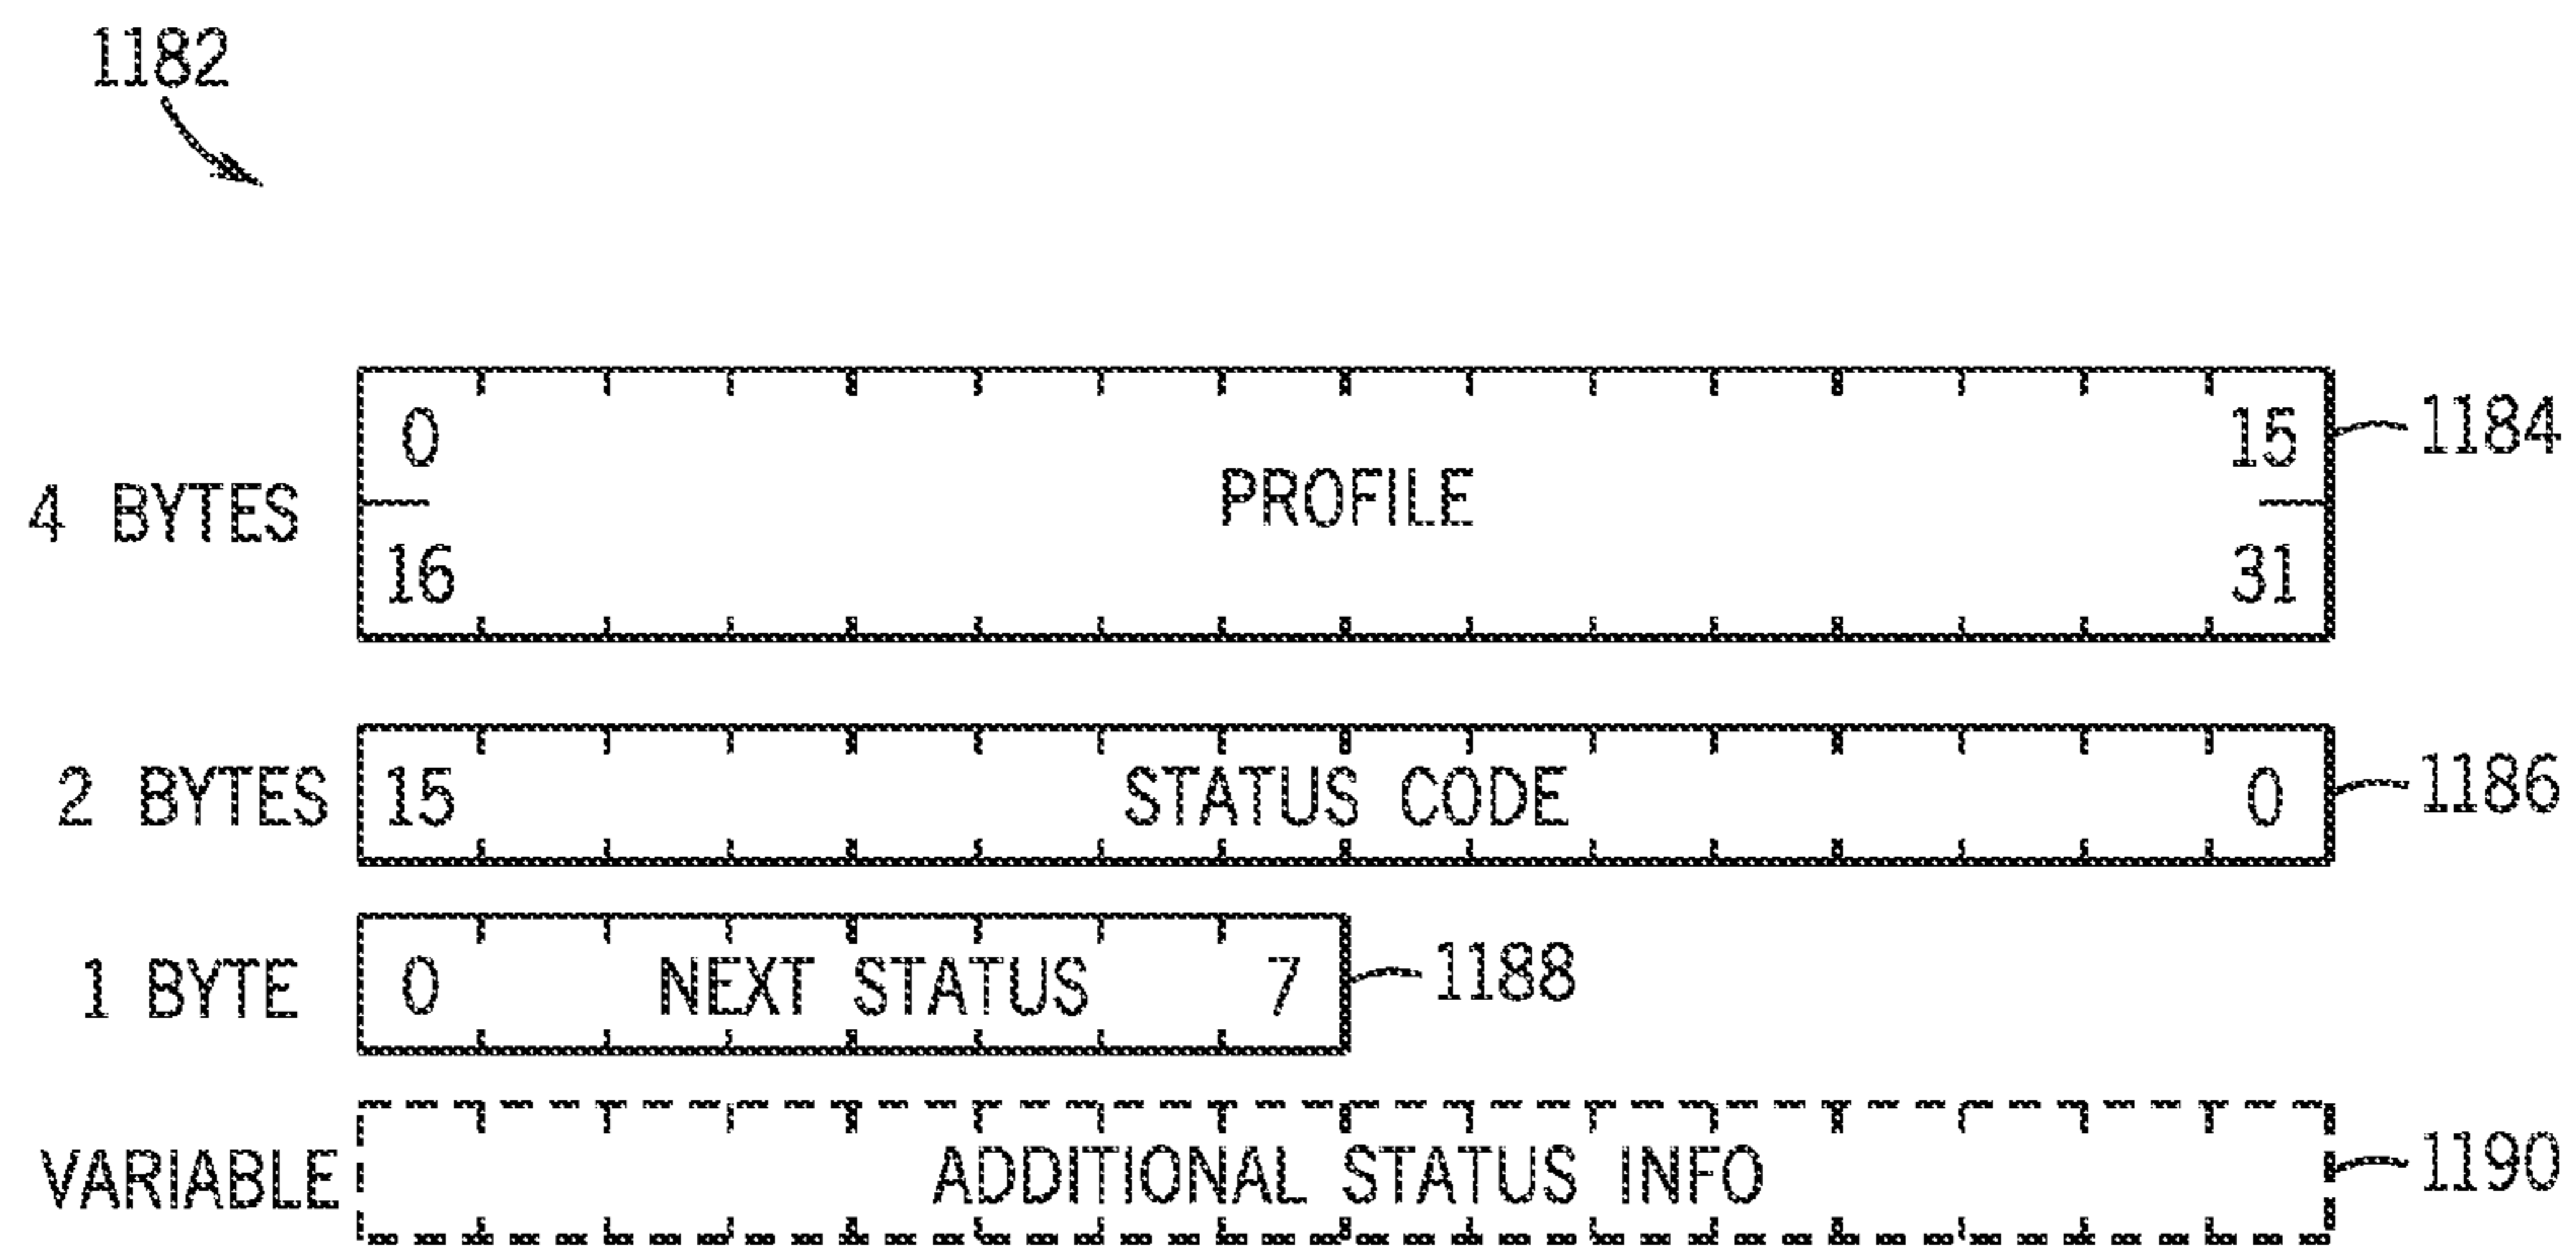 1182
0 15 1184
4 BYTES PROFILE
16 31
2 BYTES 15 STATUS CODE 0 1186
1 BYTE 0 NEXT STATUS 7 1188
VARIABLE ADDITIONAL STATUS INFO 1190